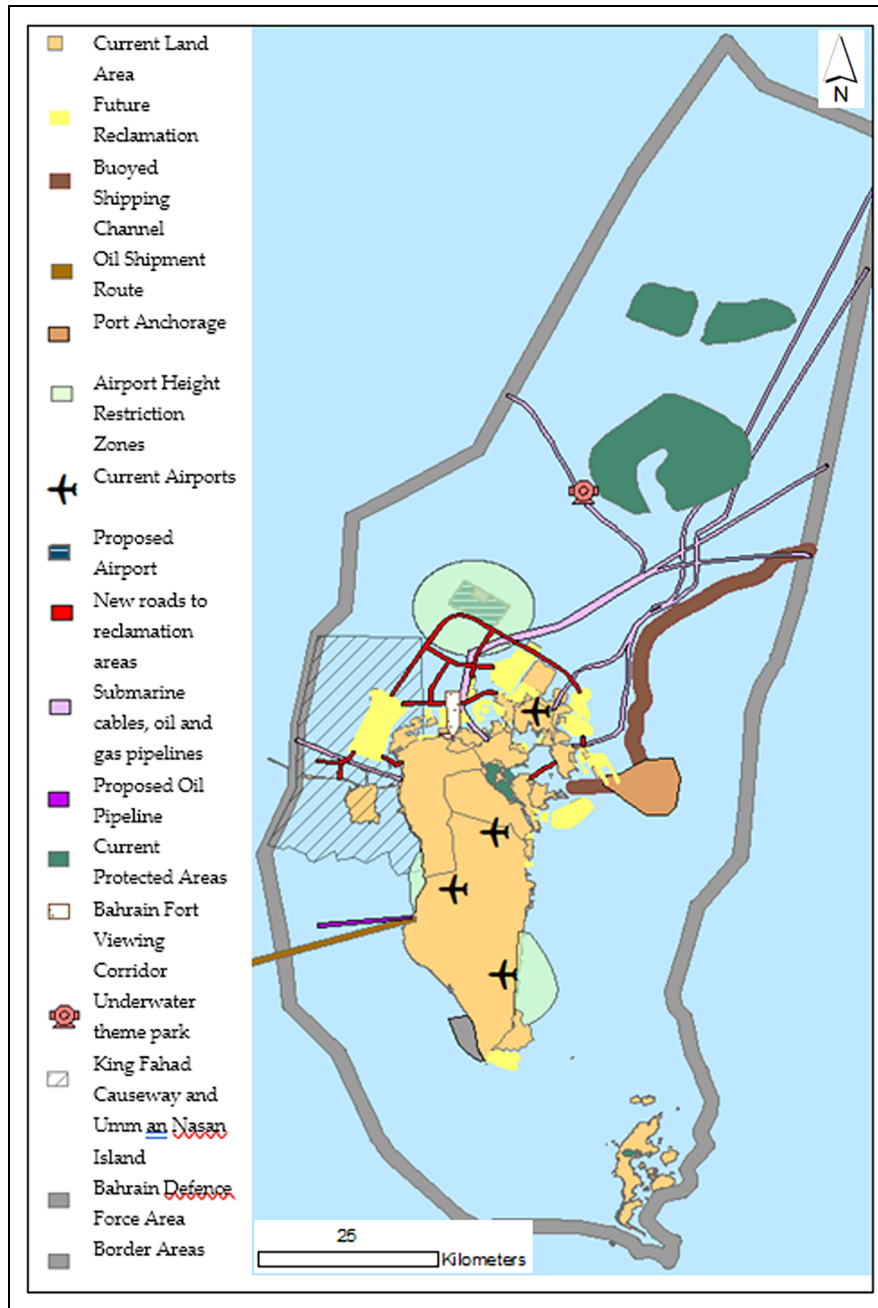 Current Land
Area
Future
Reclamation
Buoyed
Shipping
Channel
Oil Shipment
Route
Port Anchorage
Airport Height
Restriction
Zones
Current Airports
Proposed
Airport
New roads to
reclamation
areas
Submarine
cables, oil and
gas pipelines
Proposed Oil
Pipeline
Current
Protected Areas
Bahrain Fort
Viewing
Corridor
Underwater
theme park
King Fahad
Causeway and
Umm an Nasan
Island
Bahrain Defence
Force Area
Border Areas
N
25
Kilometers